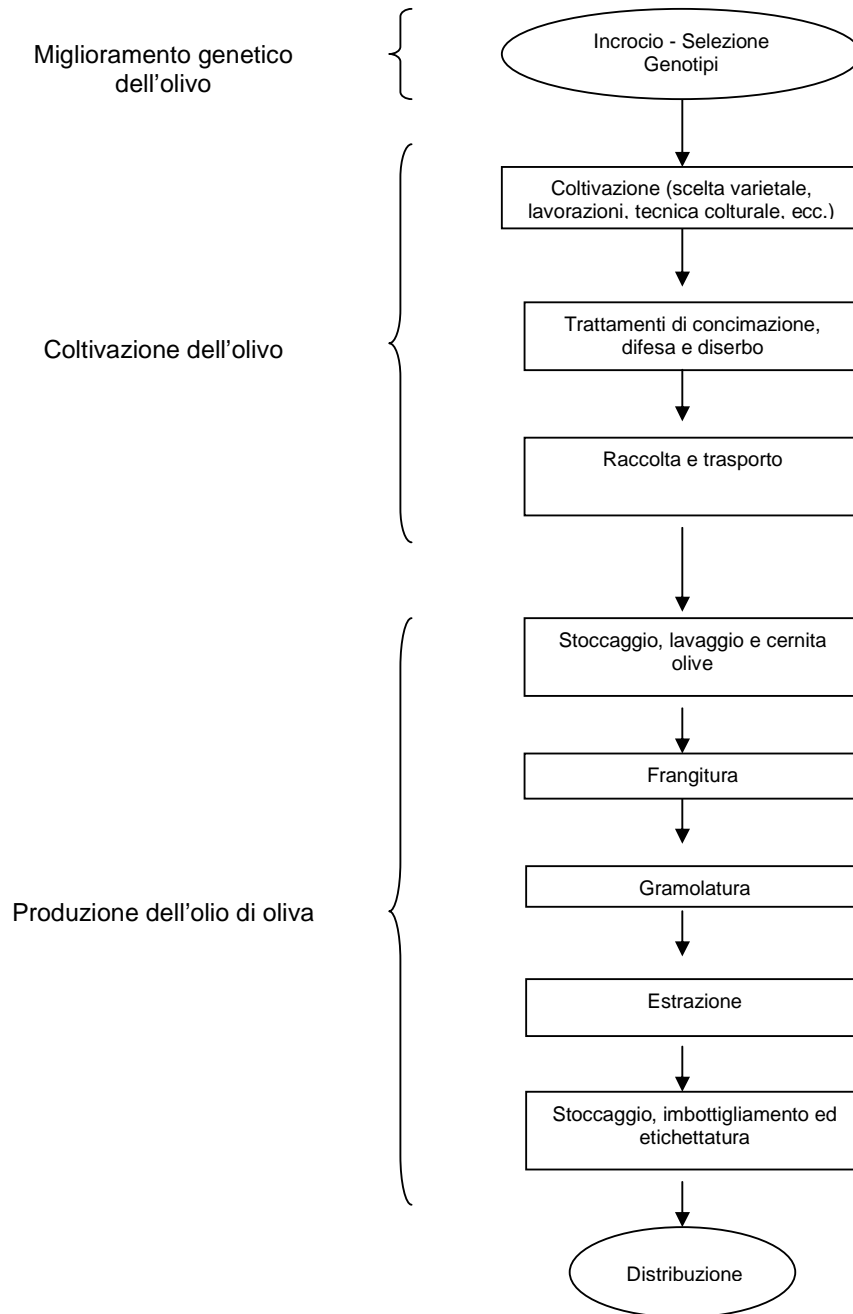 Miglioramento genetico
dell'olivo
Incrocio - Selezione
Genotipi
Coltivazione dell'olivo
Coltivazione (scelta varietale,
lavorazioni, tecnica colturale, ecc.)
Trattamenti di concimazione,
difesa e diserbo
Raccolta e trasporto
Produzione dell'olio di oliva
Stoccaggio, lavaggio e cernita
olive
Frangitura
Gramolatura
Estrazione
Stoccaggio, imbottigliamento ed
etichettatura
Distribuzione